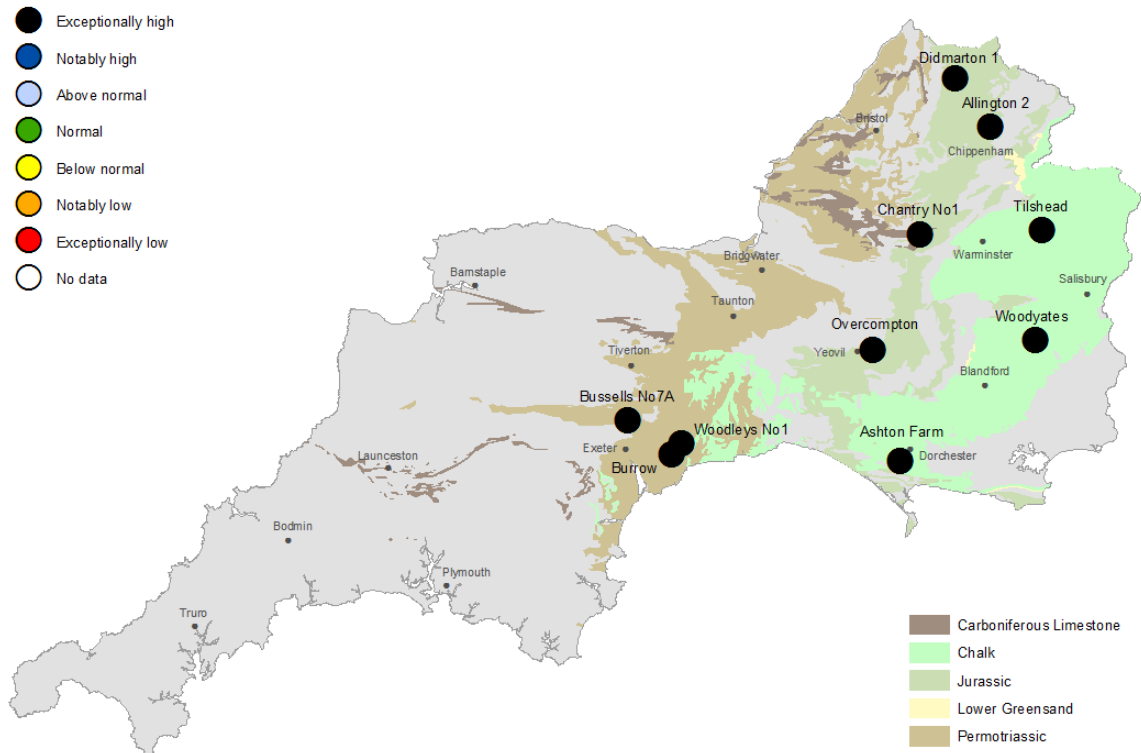 Exceptionally high
Notably high
Above normal
Normal
Below normal
Notably low
Exceptionally low
No data
Didmarton 1
Allington 2
Bristol
Chippenham
Chantry No1
Tilshead
Warminster
Bridgwater
Barnstaple
Salisbury
Taunton
Overcompton
Woodyates
Yeovil
Tiverton
Blandford
Bussells No7A
Woodleys No1
Ashton Farm
Exeter
Dorchester
Burrow
Launceston
Bodmin
Plymouth
Truro
Carboniferous Limestone
Chalk
Jurassic
Lower Greensand
Permotriassic